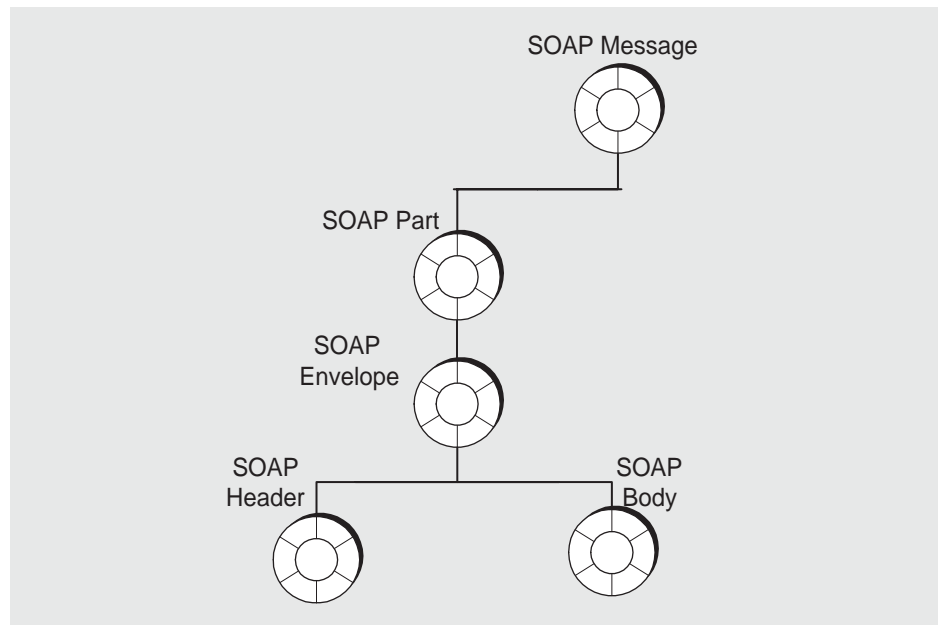 SOAP Message
SOAP Part
SOAP
Envelope
SOAP
Header
SOAP
Body